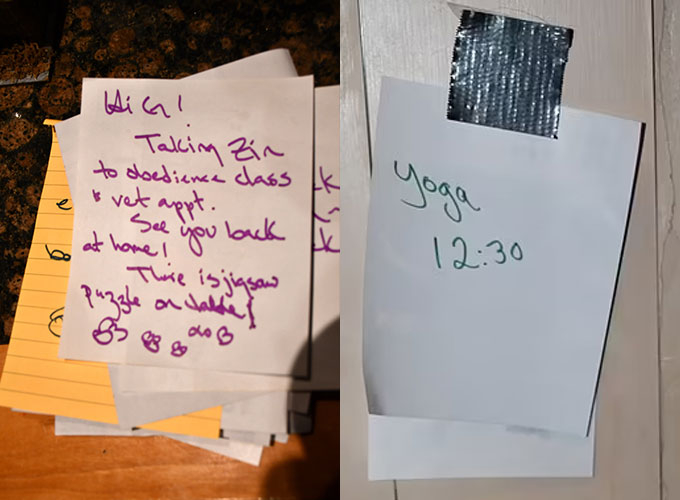 Hi G!
Taking Zin
to obedience class
& vet appt.
See you back
at home!
There is jigsaw
puzzle on table!
yoga
12:30